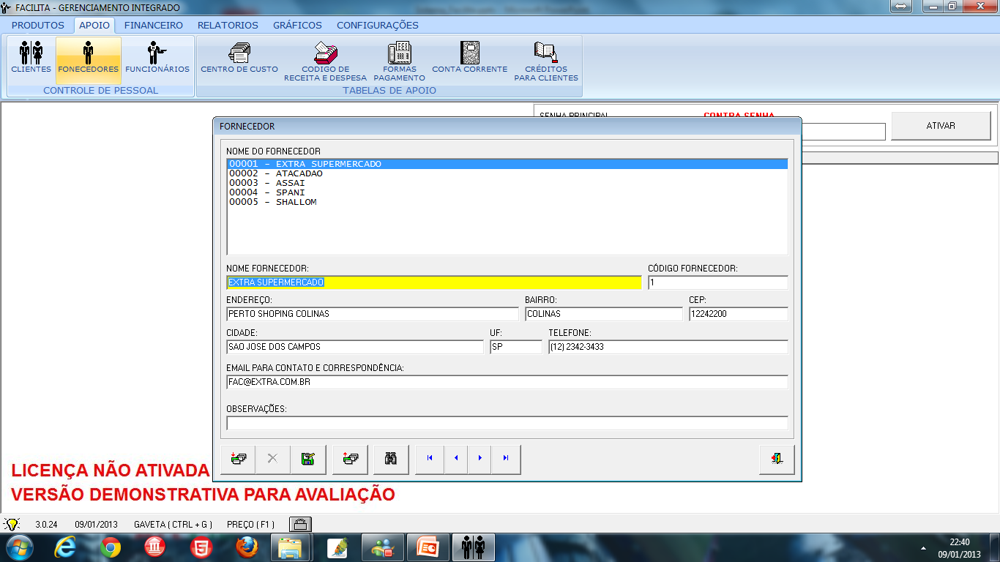 FACILITA - GERENCIAMENTO INTEGRADO
PRODUTOS APOIO FINANCEIRO RELATORIOS GRÁFICOS CONFIGURAÇÕES
CLIENTES FONECEDORES FUNCIONÁRIOS CENTRO DE CUSTO CODIGO DE RECEITA E DESPESA FORMAS PAGAMENTO CONTA CORRENTE CRÉDITOS PARA CLIENTES
CONTROLE DE PESSOAL TABELAS DE APOIO
SENHA PRINCIPAL CONTRA SENHA
ATIVAR
FORNECEDOR
NOME DO FORNECEDOR
00001 - EXTRA SUPERMERCADO
00002 - ATACADAO
00003 - ASSAI
00004 - SPANI
00005 - SHALLOM
NOME FORNECEDOR: CÓDIGO FORNECEDOR:
EXTRA SUPERMERCADO 1
ENDEREÇO: BAIRRO: CEP:
PERTO SHOPING COLINAS COLINAS 12242200
CIDADE: UF: TELEFONE:
SAO JOSE DOS CAMPOS SP (12) 2342-3433
EMAIL PARA CONTATO E CORRESPONDÊNCIA:
FAC@EXTRA.COM.BR
OBSERVAÇÕES:
LICENÇA NÃO ATIVADA
VERSÃO DEMONSTRATIVA PARA AVALIAÇÃO
3.0.24 09/01/2013 GAVETA ( CTRL + G ) PREÇO ( F1 )
22:40
09/01/2013